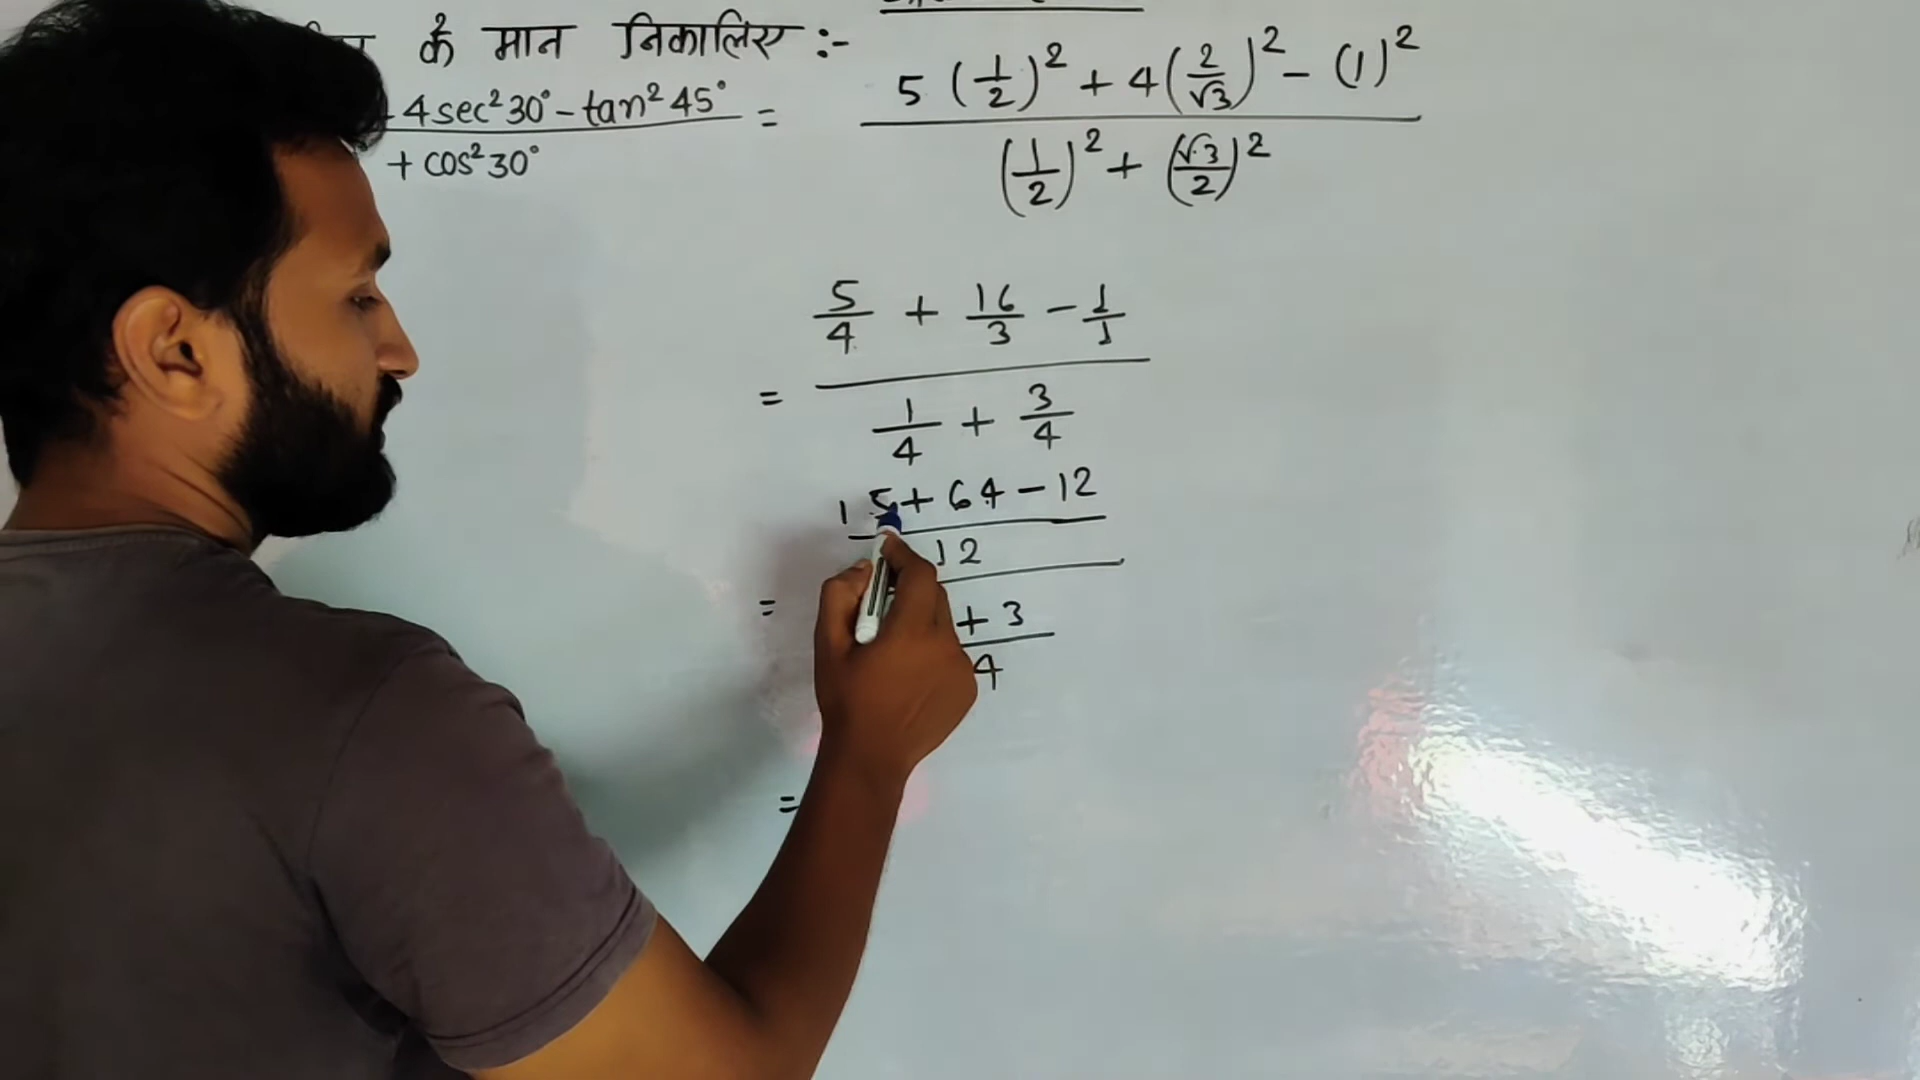 के मान निकालिए :-
4sec²30° - tan²45° / + cos²30° = 5(1/2)² + 4(2/√3)² - (1)² / (1/2)² + (√3/2)²
= 5/4 + 16/3 - 1/1 / 1/4 + 3/4
= 15 + 64 - 12 / 12 / + 3 / 4
=